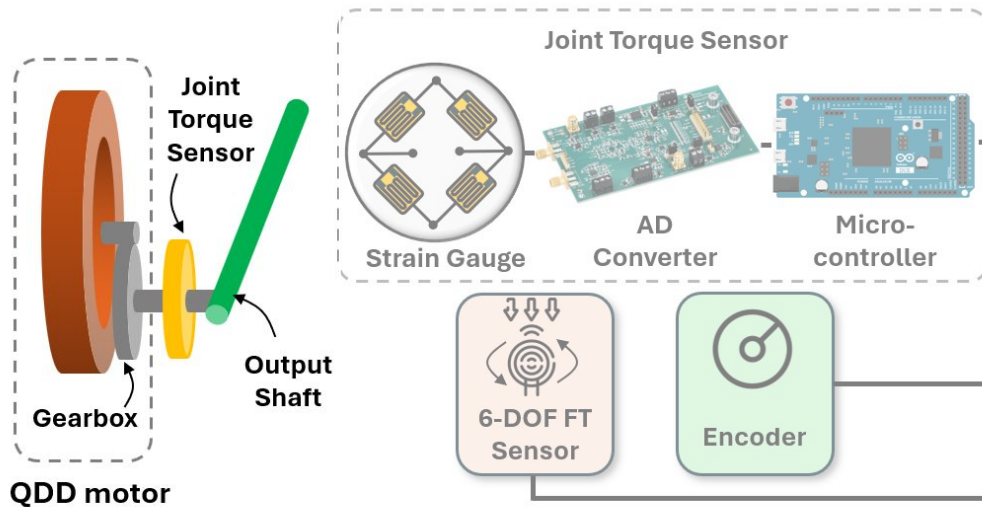 Joint Torque Sensor
Joint
Torque
Sensor
Strain Gauge
AD
Converter
Micro-
controller
Output
Shaft
Gearbox
QDD motor
6-DOF FT
Sensor
Encoder